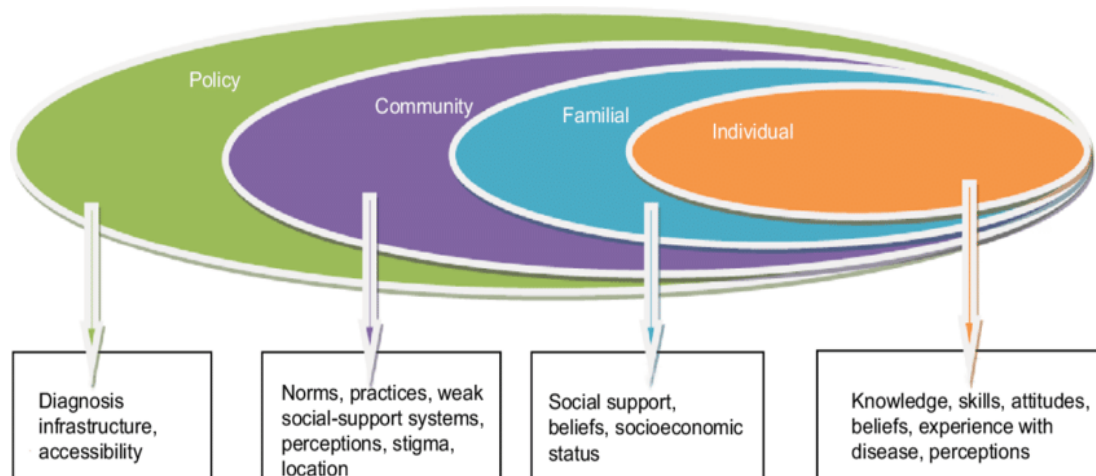 Policy
Community
Familial
Individual
Diagnosis
infrastructure,
accessibility
Norms, practices, weak
social-support systems,
perceptions, stigma,
location
Social support,
beliefs, socioeconomic
status
Knowledge, skills, attitudes,
beliefs, experience with
disease, perceptions